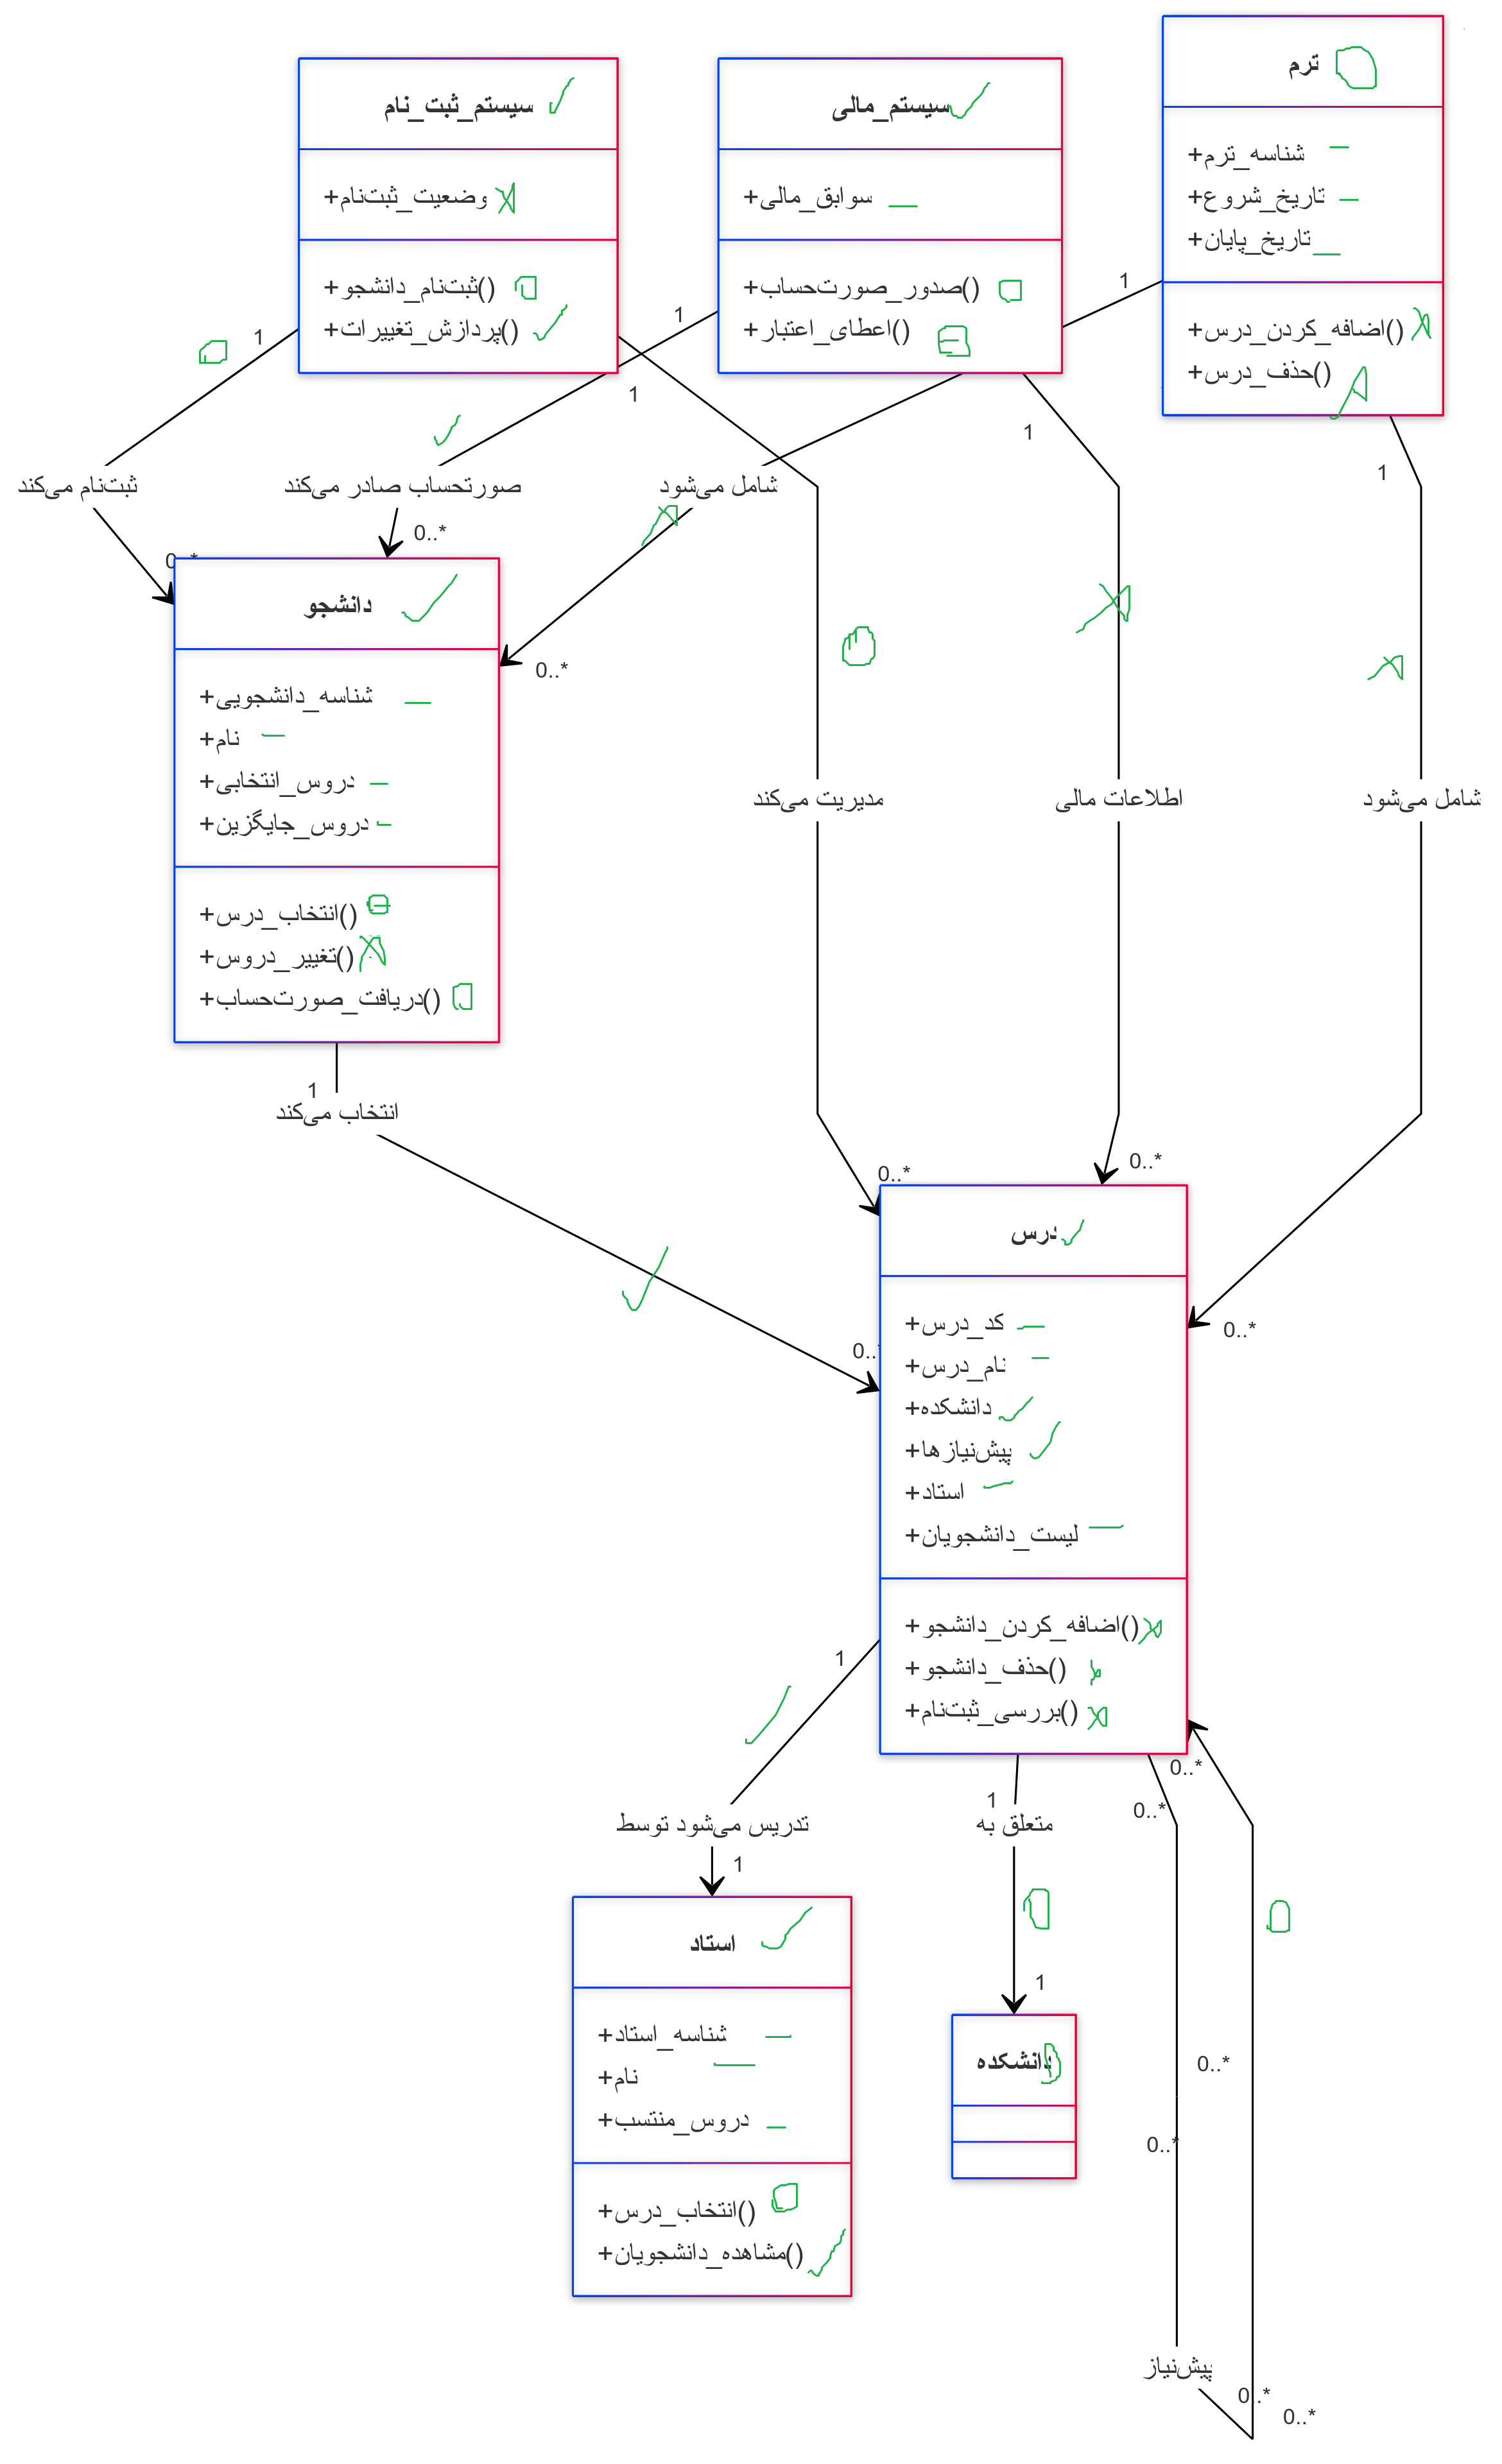 سیستم_ثبت_نام
+وضعیت_ثبت‌نام
+ثبت‌نام_دانشجو()
+پردازش_تغییرات()
سیستم_مالی
+سوابق_مالی
+صدور_صورت‌حساب()
+اعطای_اعتبار()
ترم
+شناسه_ترم
+تاریخ_شروع
+تاریخ_پایان
+اضافه_کردن_درس()
+حذف_درس()
1
1
1
1
1
1
ثبت‌نام می‌کند
صورتحساب صادر می‌کند
شامل می‌شود
0..*
0..*
0..*
دانشجو
+شناسه_دانشجویی
+نام
+دروس_انتخابی
+دروس_جایگزین
+انتخاب_درس()
+تغییر_دروس()
+دریافت_صورت‌حساب()
مدیریت می‌کند
اطلاعات مالی
شامل می‌شود
1
انتخاب می‌کند
0..*
0..*
0..*
0..*
درس
+کد_درس
+نام_درس
+دانشکده
+پیش‌نیازها
+استاد
+لیست_دانشجویان
+اضافه_کردن_دانشجو()
+حذف_دانشجو()
+بررسی_ثبت‌نام()
1
1
0..*
0..*
تدریس می‌شود توسط
متعلق به
1
1
استاد
+شناسه_استاد
+نام
+دروس_منتسب
+انتخاب_درس()
+مشاهده_دانشجویان()
دانشکده
0..*
0..*
پیش‌نیاز
0..*
0..*